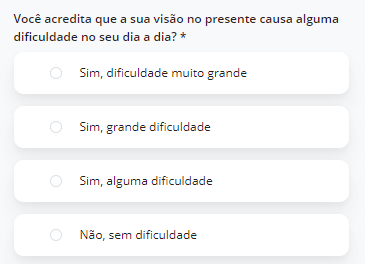 Você acredita que a sua visão no presente causa alguma
dificuldade no seu dia a dia? *
Sim, dificuldade muito grande
Sim, grande dificuldade
Sim, alguma dificuldade
Não, sem dificuldade